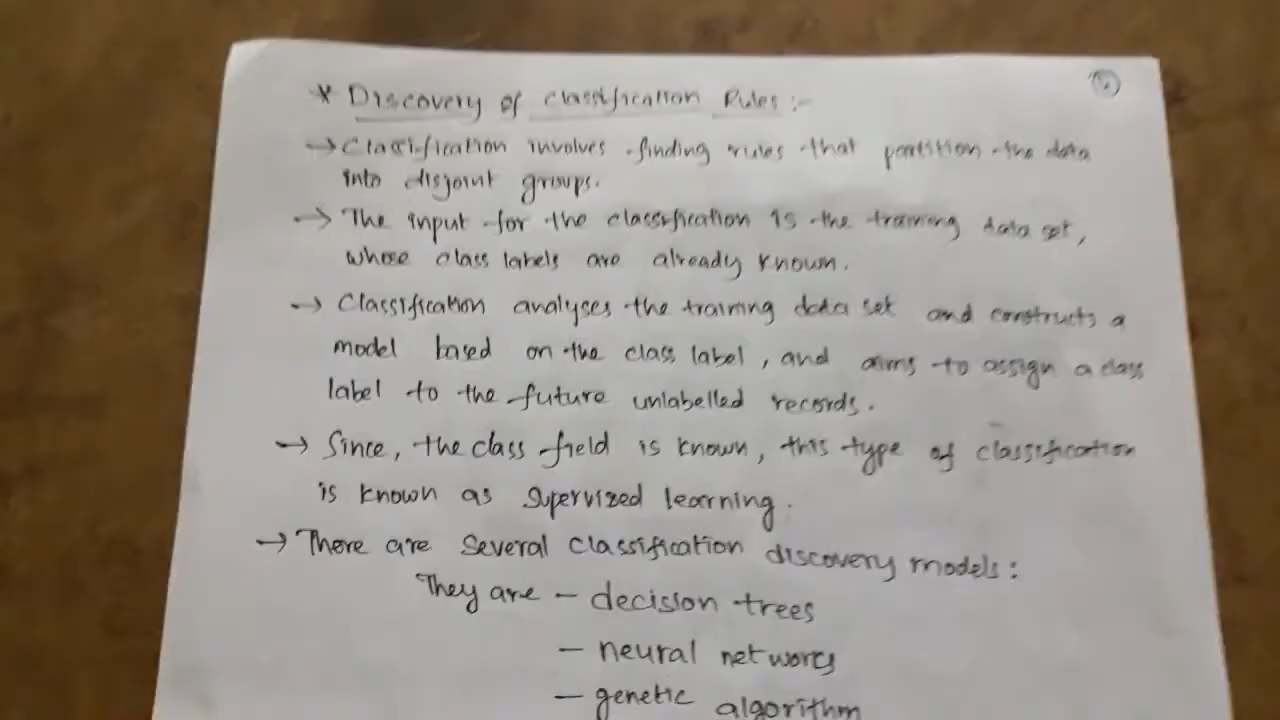 * Discovery of classification Rules :-
→ Classification involves finding rules that partition the data
into disjoint groups.
→ The input for the classification is the training data set,
whose class labels are already known.
→ Classification analyses the training data set and constructs a
model based on the class label, and aims to assign a class
label to the future unlabelled records.
→ Since, the class field is known, this type of classification
is known as supervized learning.
→ There are several classification discovery models:
They are – decision trees
– neural networks
– genetic algorithm